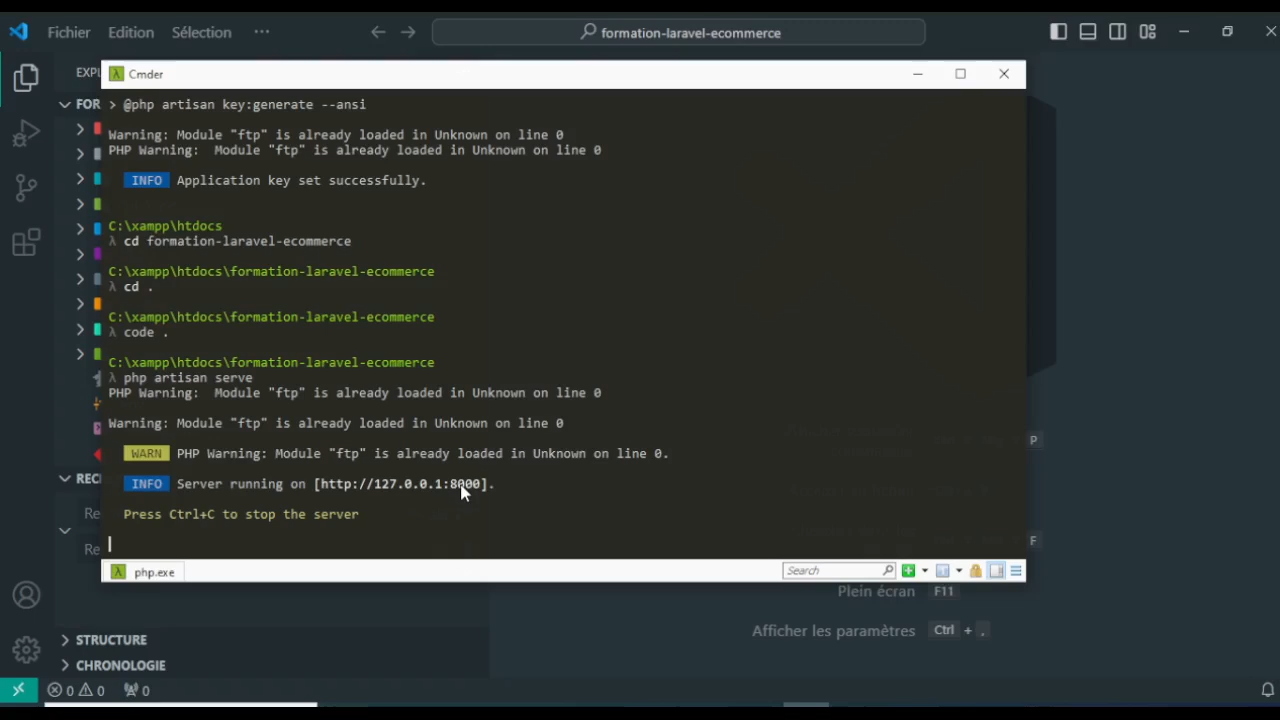 Fichier Edition Sélection ··· formation-laravel-ecommerce
EXPL
Cmder
FOR
> @php artisan key:generate --ansi
Warning: Module "ftp" is already loaded in Unknown on line 0
PHP Warning:  Module "ftp" is already loaded in Unknown on line 0
INFO Application key set successfully.
C:\xampp\htdocs
λ cd formation-laravel-ecommerce
C:\xampp\htdocs\formation-laravel-ecommerce
λ cd .
C:\xampp\htdocs\formation-laravel-ecommerce
λ code .
C:\xampp\htdocs\formation-laravel-ecommerce
λ php artisan serve
PHP Warning:  Module "ftp" is already loaded in Unknown on line 0
Warning: Module "ftp" is already loaded in Unknown on line 0
WARN PHP Warning: Module "ftp" is already loaded in Unknown on line 0.
INFO Server running on [http://127.0.0.1:8000].
Press Ctrl+C to stop the server
P
REC
Re
Re
F
php.exe
Search
Plein écran F11
Afficher les paramètres Ctrl + .
STRUCTURE
CHRONOLOGIE
0 0 0